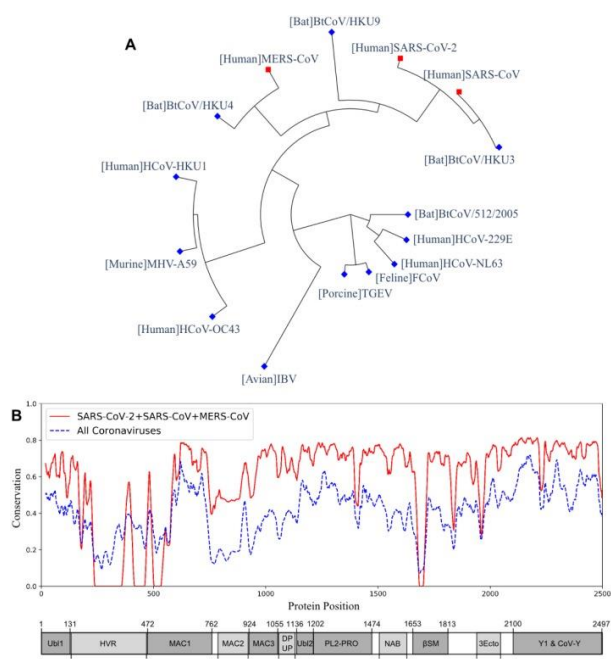 A
[Bat]BtCoV/HKU9
[Human]SARS-CoV-2
[Human]MERS-CoV
[Human]SARS-CoV
[Bat]BtCoV/HKU4
[Bat]BtCoV/HKU3
[Human]HCoV-HKU1
[Bat]BtCoV/512/2005
[Human]HCoV-229E
[Murine]MHV-A59
[Human]HCoV-NL63
[Feline]FCoV
[Porcine]TGEV
[Human]HCoV-OC43
[Avian]IBV
B
1.0
SARS-CoV-2+SARS-CoV+MERS-CoV
All Coronaviruses
0.8
0.6
0.4
0.2
0.0
Conservation
0 500 1000 1500 2000 2500
Protein Position
1 131 472 762 924 1055 1136 1202 1474 1653 1813 2100 2497
Ubl1 HVR MAC1 MAC2 MAC3 DP UP Ubl2 PL2-PRO NAB βSM 3Ecto Y1 & CoV-Y